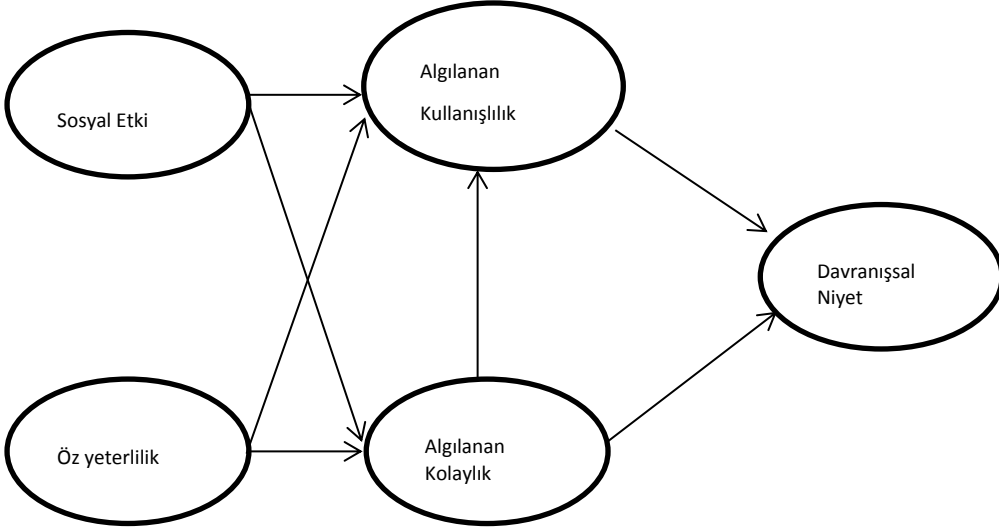 Sosyal Etki
Algılanan
Kullanışlılık
Öz yeterlilik
Algılanan
Kolaylık
Davranışsal
Niyet